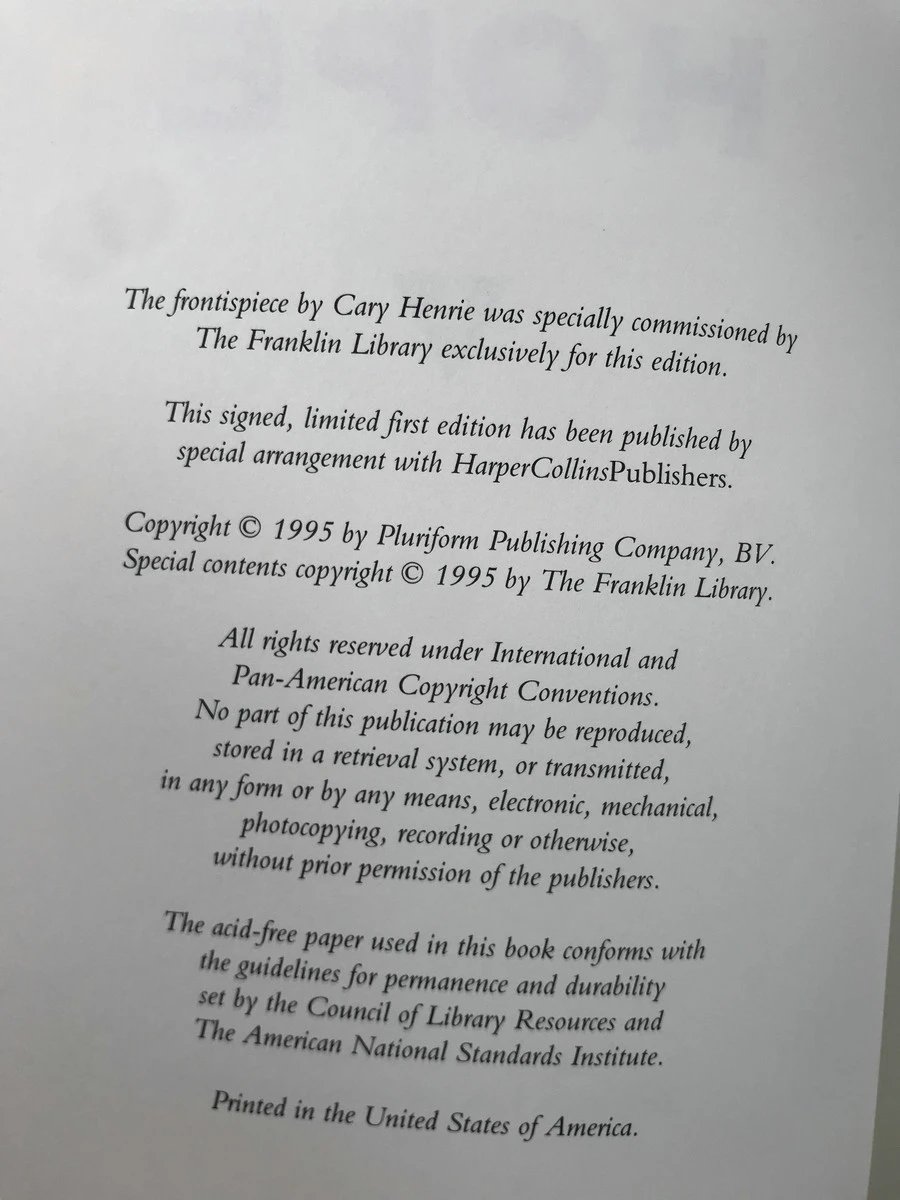 HOPE
The frontispiece by Cary Henrie was specially commissioned by
The Franklin Library exclusively for this edition.
This signed, limited first edition has been published by
special arrangement with HarperCollinsPublishers.
Copyright © 1995 by Pluriform Publishing Company, BV.
Special contents copyright © 1995 by The Franklin Library.
All rights reserved under International and
Pan-American Copyright Conventions.
No part of this publication may be reproduced,
stored in a retrieval system, or transmitted,
in any form or by any means, electronic, mechanical,
photocopying, recording or otherwise,
without prior permission of the publishers.
The acid-free paper used in this book conforms with
the guidelines for permanence and durability
set by the Council of Library Resources and
The American National Standards Institute.
Printed in the United States of America.